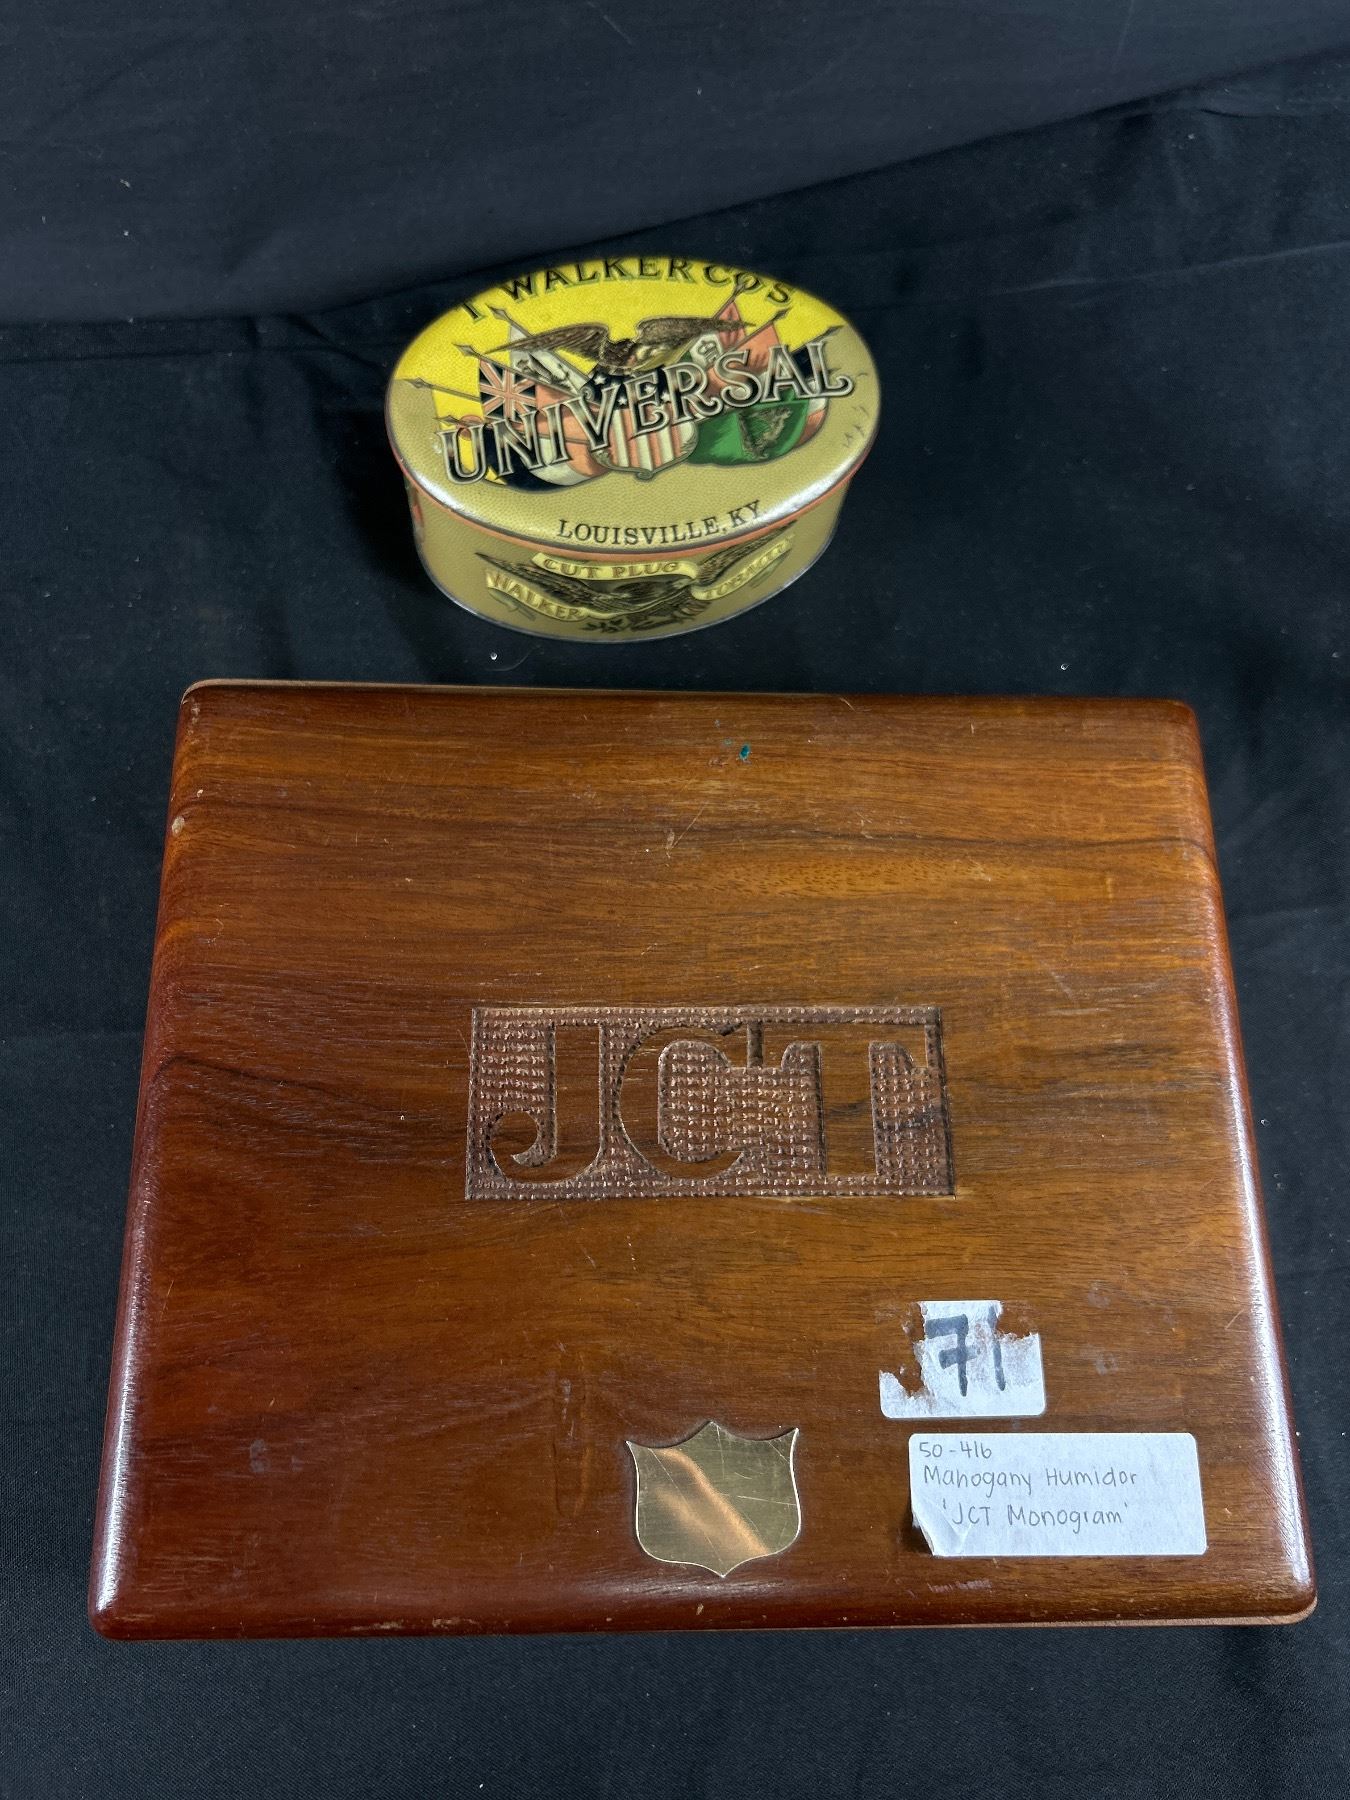 T WALKER CO'S
UNIVERSAL
LOUISVILLE, KY
CUT PLUG
WALKER TOBACCO
JCT
71
50-416
Mahogany Humidor
'JCT Monogram'